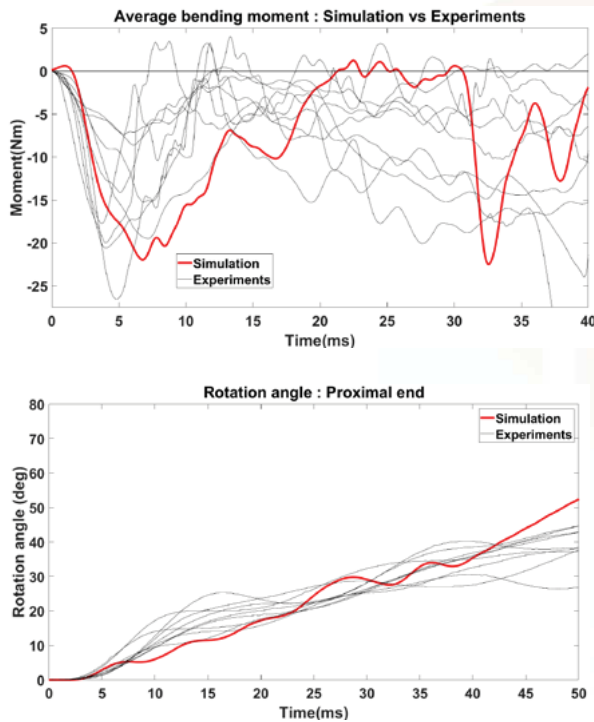 Average bending moment : Simulation vs Experiments
5
0
-5
-10
-15
-20
-25
Moment(Nm)
Simulation
Experiments
0 5 10 15 20 25 30 35 40
Time(ms)
Rotation angle : Proximal end
80
70
60
50
40
30
20
10
0
Rotation angle (deg)
Simulation
Experiments
0 5 10 15 20 25 30 35 40 45 50
Time(ms)